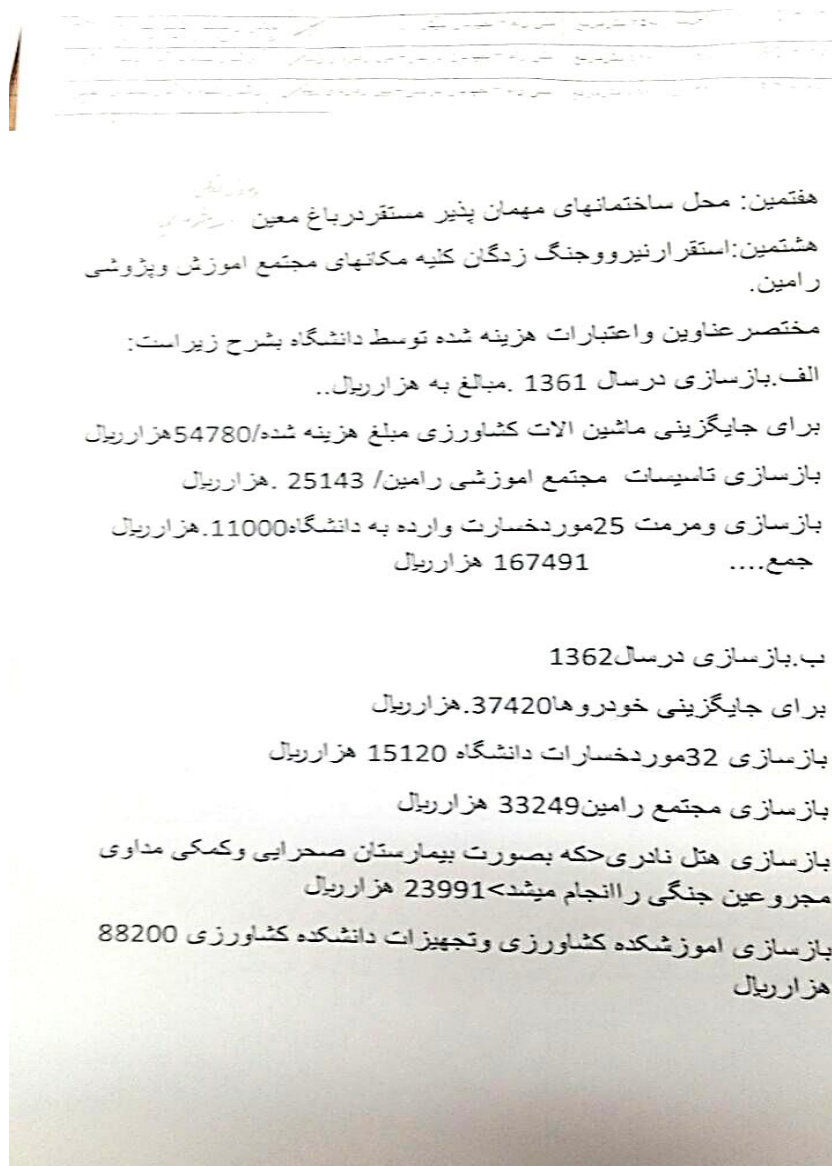 هفتمین: محل ساختمانهای مهمان پذیر مستقردرباغ معین
هشتمین:استقرارنیرووجنگ زدگان کلیه مکانهای مجتمع اموزش وپژوشی
رامین.
مختصرعناوین واعتبارات هزینه شده توسط دانشگاه بشرح زیراست:
الف.بازسازی درسال 1361 .مبالغ به هزارریال..
برای جایگزینی ماشین الات کشاورزی مبلغ هزینه شده/54780هزارریال
بازسازی تاسیسات مجتمع اموزشی رامین/ 25143 .هزارریال
بازسازی ومرمت 25موردخسارت وارده به دانشگاه11000.هزارریال
جمع.... 167491 هزارریال
ب.بازسازی درسال1362
برای جایگزینی خودروها37420.هزارریال
بازسازی 32موردخسارات دانشگاه 15120 هزارریال
بازسازی مجتمع رامین33249 هزارریال
بازسازی هتل نادری<که بصورت بیمارستان صحرایی وکمکی مداوی
مجروعین جنگی راانجام میشد>23991 هزارریال
بازسازی اموزشکده کشاورزی وتجهیزات دانشکده کشاورزی 88200
هزارریال